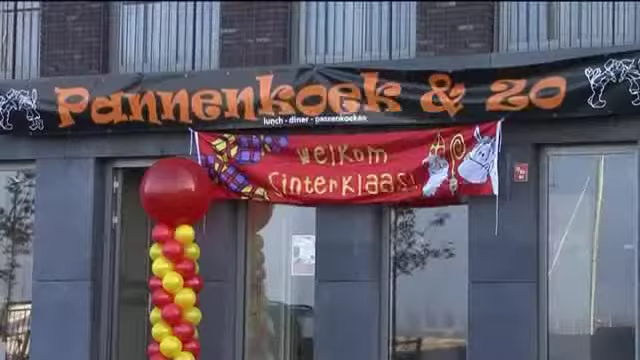 Pannenkoek & zo
lunch - diner - pannenkoeken
Welkom
Sinterklaas!